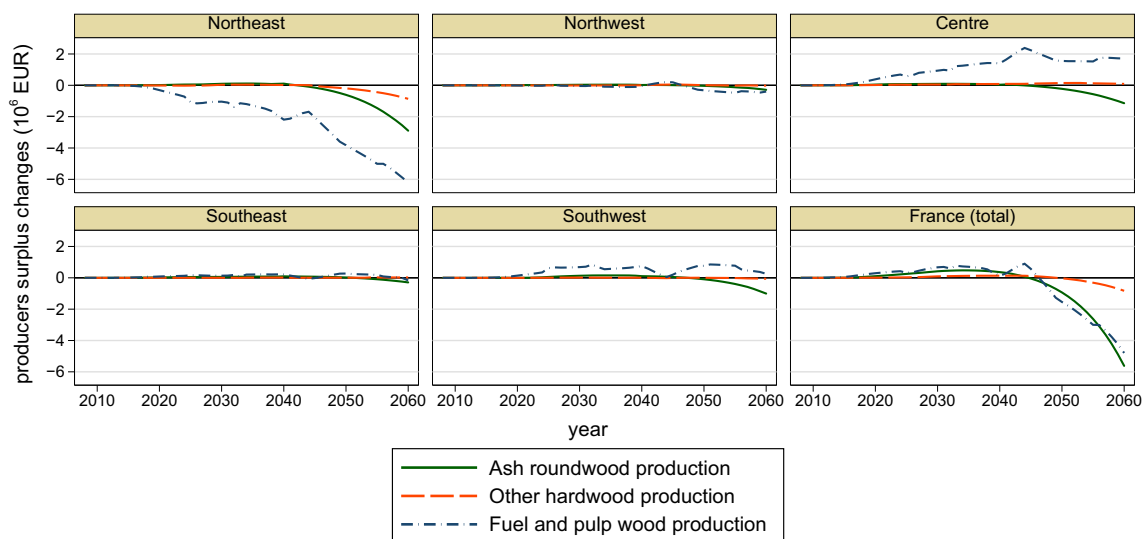 Northeast
Northwest
Centre
2
0
-2
-4
-6
Southeast
Southwest
France (total)
2
0
-2
-4
-6
producers surplus changes (10⁶ EUR)
2010 2020 2030 2040 2050 2060
2010 2020 2030 2040 2050 2060
2010 2020 2030 2040 2050 2060
year
Ash roundwood production
Other hardwood production
Fuel and pulp wood production